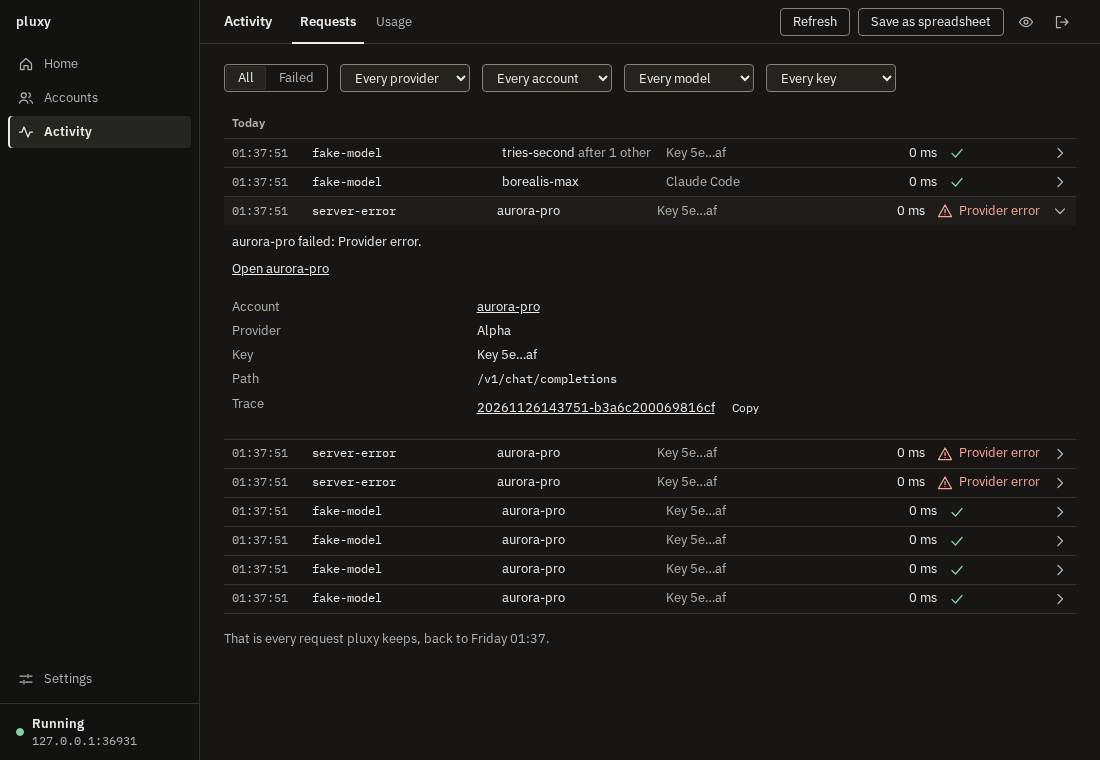 pluxy
Home
Accounts
Activity
Settings
Running
127.0.0.1:36931
Activity Requests Usage Refresh Save as spreadsheet
All Failed Every provider Every account Every model Every key
Today
01:37:51 fake-model tries-second after 1 other Key 5e…af 0 ms
01:37:51 fake-model borealis-max Claude Code 0 ms
01:37:51 server-error aurora-pro Key 5e…af 0 ms Provider error
aurora-pro failed: Provider error.
Open aurora-pro
Account aurora-pro
Provider Alpha
Key Key 5e…af
Path /v1/chat/completions
Trace 20261126143751-b3a6c200069816cf Copy
01:37:51 server-error aurora-pro Key 5e…af 0 ms Provider error
01:37:51 server-error aurora-pro Key 5e…af 0 ms Provider error
01:37:51 fake-model aurora-pro Key 5e…af 0 ms
01:37:51 fake-model aurora-pro Key 5e…af 0 ms
01:37:51 fake-model aurora-pro Key 5e…af 0 ms
01:37:51 fake-model aurora-pro Key 5e…af 0 ms
That is every request pluxy keeps, back to Friday 01:37.